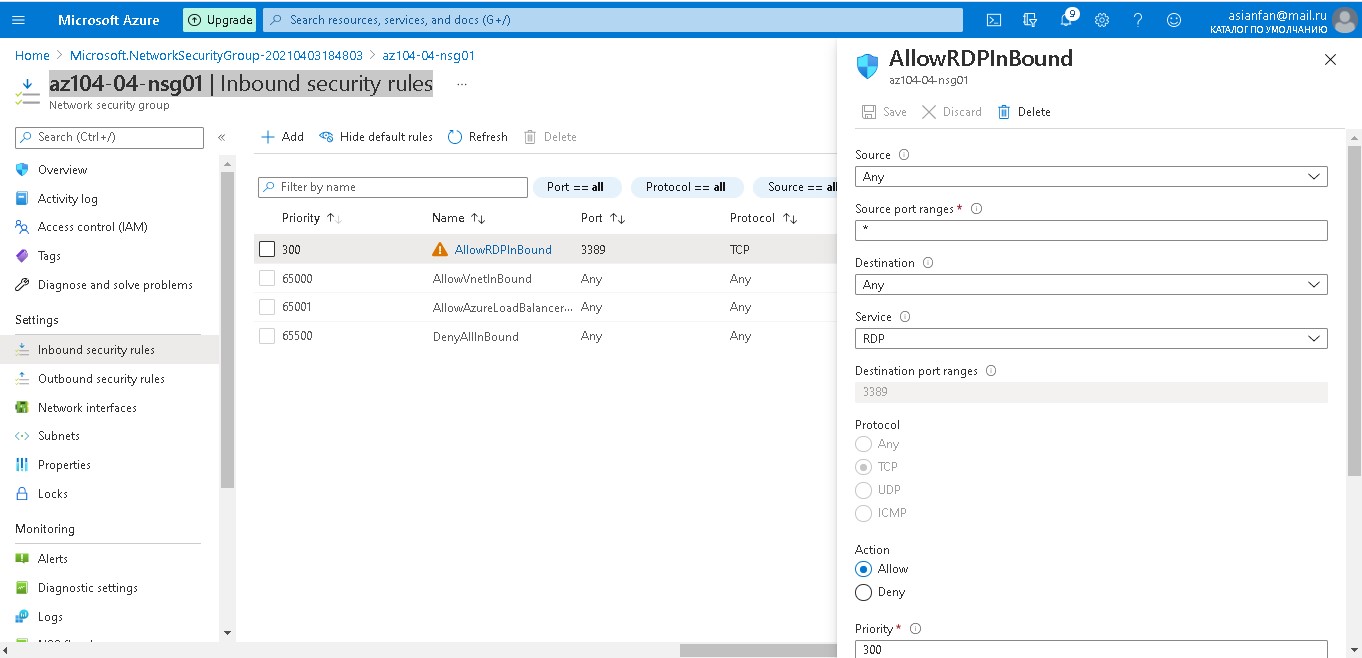 Microsoft Azure
Upgrade
Search resources, services, and docs (G+/)
9
asianfan@mail.ru
КАТАЛОГ ПО УМОЛЧАНИЮ
Home > Microsoft.NetworkSecurityGroup-20210403184803 > az104-04-nsg01
az104-04-nsg01 | Inbound security rules ...
Network security group
Search (Ctrl+/) «
Overview
Activity log
Access control (IAM)
Tags
Diagnose and solve problems
Settings
Inbound security rules
Outbound security rules
Network interfaces
Subnets
Properties
Locks
Monitoring
Alerts
Diagnostic settings
Logs
Add Hide default rules Refresh Delete
Filter by name Port == all Protocol == all Source == all
Priority ↑↓ Name ↑↓ Port ↑↓ Protocol ↑↓
300 AllowRDPInBound 3389 TCP
65000 AllowVnetInBound Any Any
65001 AllowAzureLoadBalancer... Any Any
65500 DenyAllInBound Any Any
AllowRDPInBound
az104-04-nsg01
Save Discard Delete
Source
Any
Source port ranges *
*
Destination
Any
Service
RDP
Destination port ranges
3389
Protocol
Any
TCP
UDP
ICMP
Action
Allow
Deny
Priority *
300